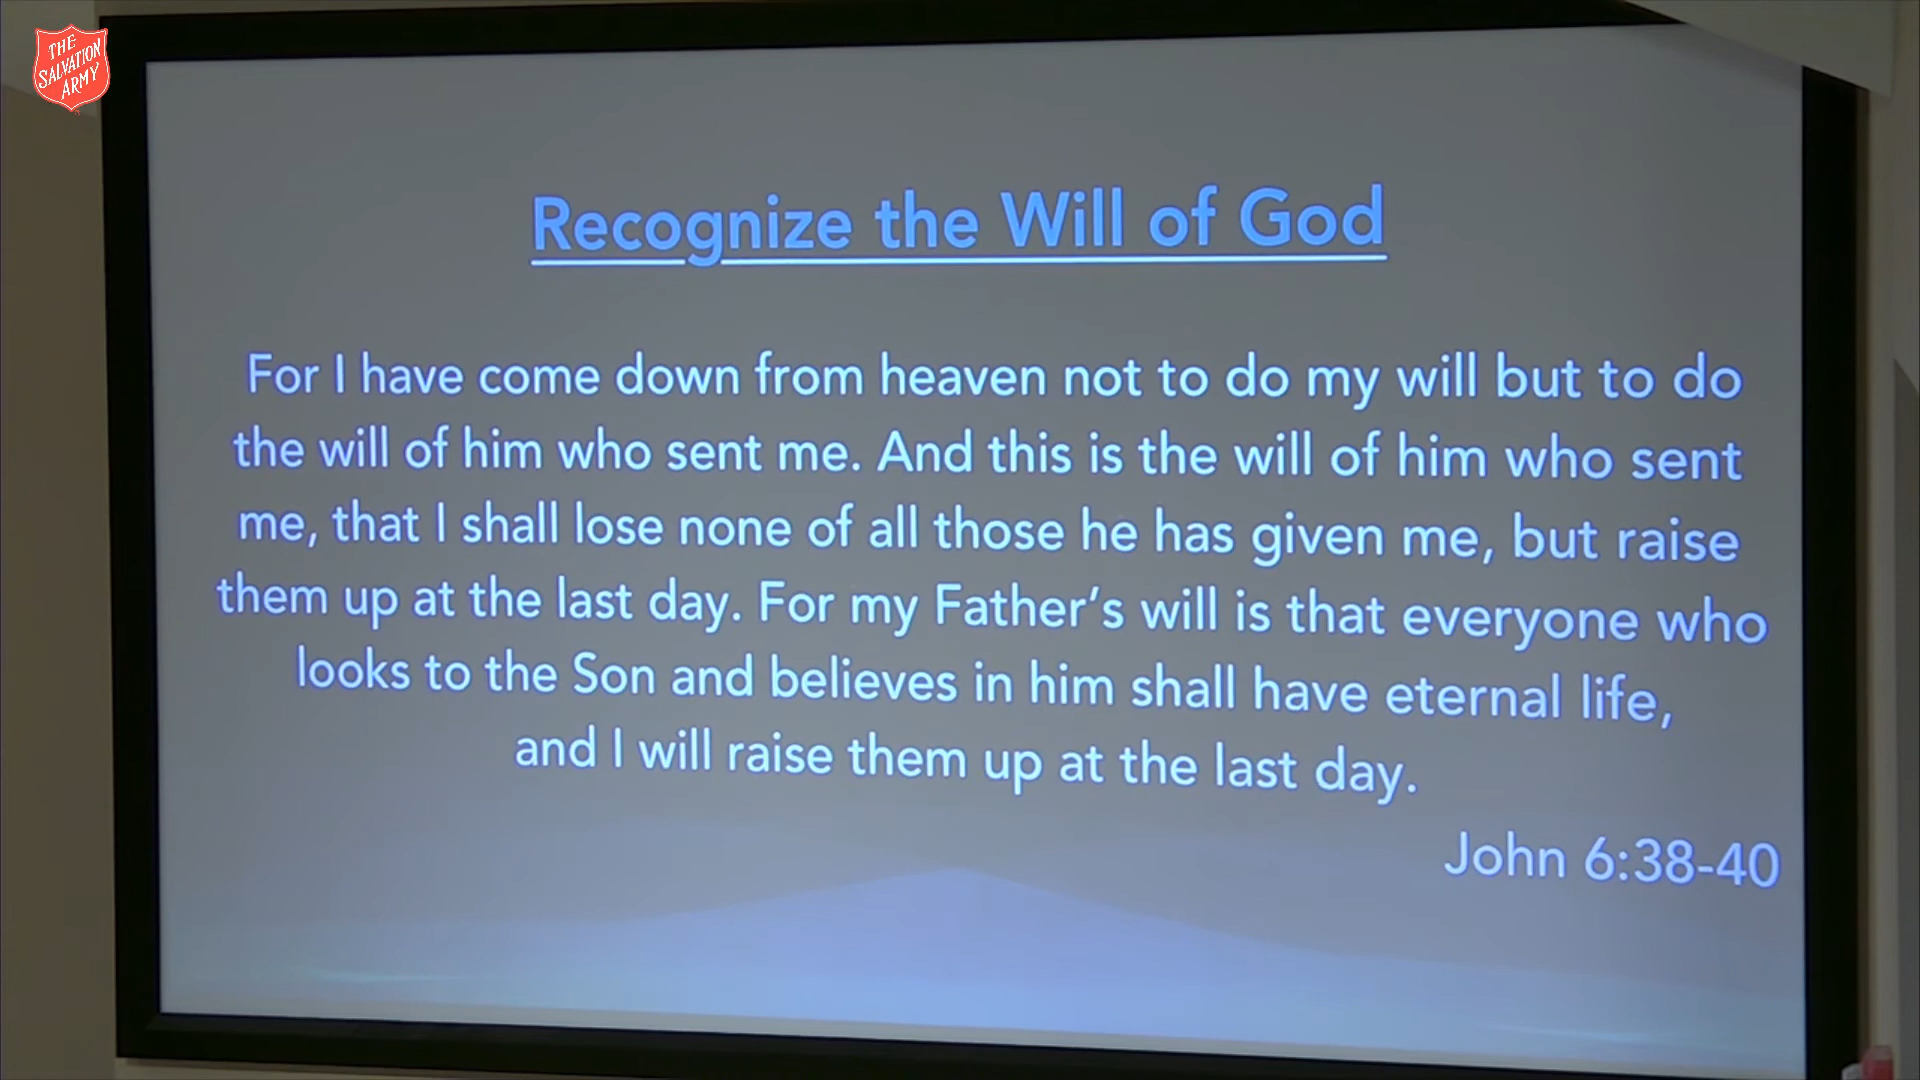 THE
SALVATION
ARMY
Recognize the Will of God
For I have come down from heaven not to do my will but to do
the will of him who sent me. And this is the will of him who sent
me, that I shall lose none of all those he has given me, but raise
them up at the last day. For my Father's will is that everyone who
looks to the Son and believes in him shall have eternal life,
and I will raise them up at the last day.
John 6:38-40